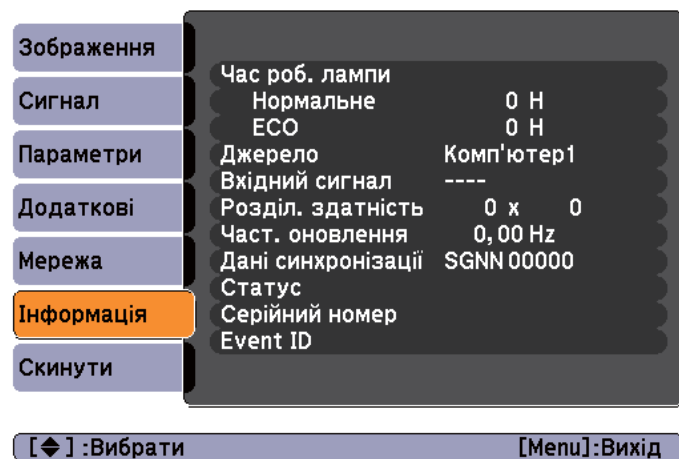 Зображення
Сигнал
Параметри
Додаткові
Мережа
Інформація
Скинути
Час роб. лампи
Нормальне 0 H
ECO 0 H
Джерело Комп'ютер1
Вхідний сигнал ----
Розділ. здатність 0 x 0
Част. оновлення 0,00 Hz
Дані синхронізації SGNN 00000
Статус
Серійний номер
Event ID
[◆] :Вибрати [Menu]:Вихід